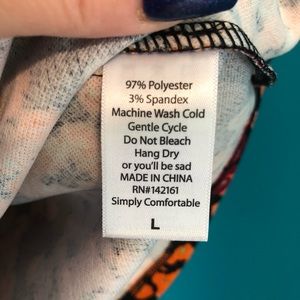 97% Polyester
3% Spandex
Machine Wash Cold
Gentle Cycle
Do Not Bleach
Hang Dry
or you'll be sad
MADE IN CHINA
RN#142161
Simply Comfortable
L